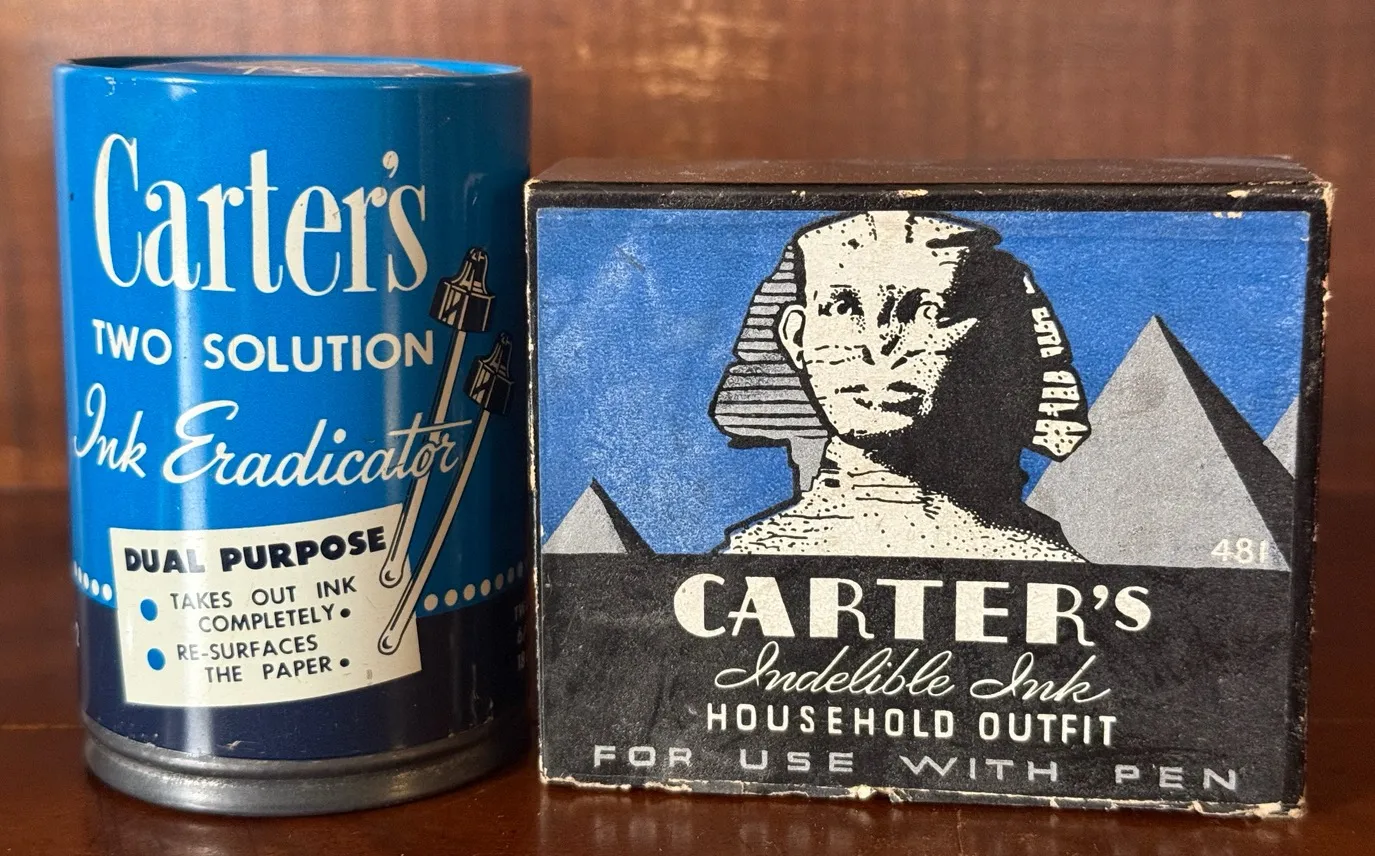 Carter's
TWO SOLUTION
Ink Eradicator
DUAL PURPOSE
• TAKES OUT INK
COMPLETELY •
• RE-SURFACES
THE PAPER •
481
CARTER'S
Indelible Ink
HOUSEHOLD OUTFIT
FOR USE WITH PEN